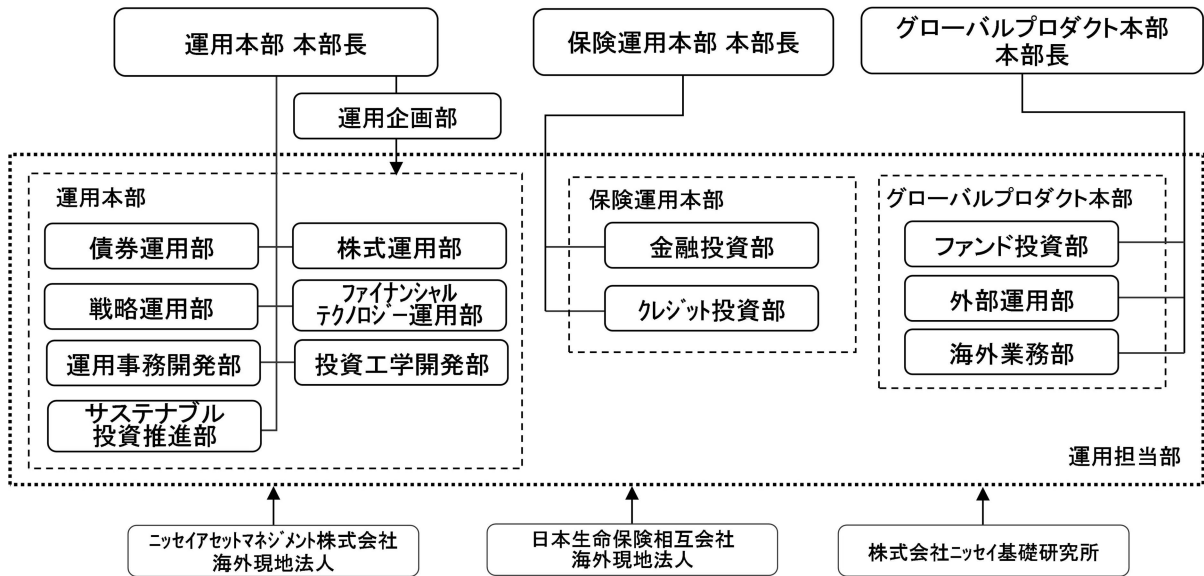 運用本部 本部長
保険運用本部 本部長
グローバルプロダクト本部
本部長
運用企画部
運用本部
債券運用部
株式運用部
戦略運用部
ファイナンシャル
テクノロジー運用部
運用事務開発部
投資工学開発部
サステナブル
投資推進部
保険運用本部
金融投資部
クレジット投資部
グローバルプロダクト本部
ファンド投資部
外部運用部
海外業務部
運用担当部
ニッセイアセットマネジメント株式会社
海外現地法人
日本生命保険相互会社
海外現地法人
株式会社ニッセイ基礎研究所